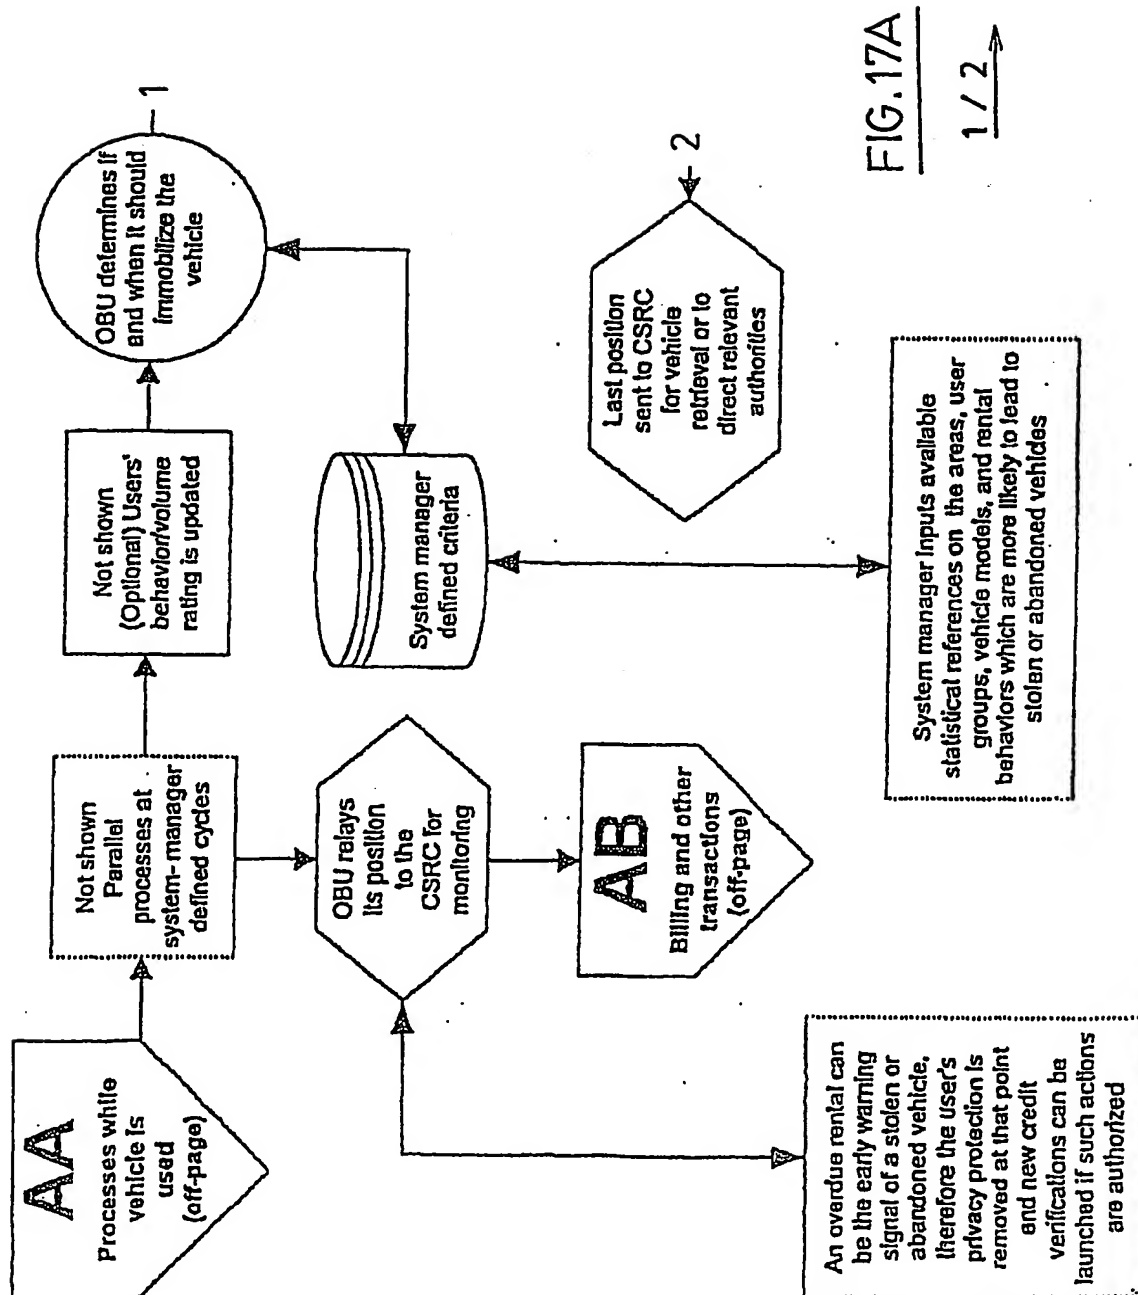 AA
Processes while
vehicle is
used
(off-page)
Not shown
Parallel
processes at
system-manager
defined cycles
Not shown
(Optional) Users'
behavior/volume
rating is updated
OBU determines if
and when it should
immobilize the
vehicle
1
OBU relays
its position
to the
CSRC for
monitoring
System manager
defined criteria
AB
Billing and other
transactions
(off-page)
Last position
sent to CSRC
for vehicle
retrieval or to
direct relevant
authorities
2
An overdue rental can
be the early warning
signal of a stolen or
abandoned vehicle,
therefore the user's
privacy protection is
removed at that point
and new credit
verifications can be
launched if such actions
are authorized
System manager inputs available
statistical references on the areas, user
groups, vehicle models, and rental
behaviors which are more likely to lead to
stolen or abandoned vehicles
FIG.17A
1/2